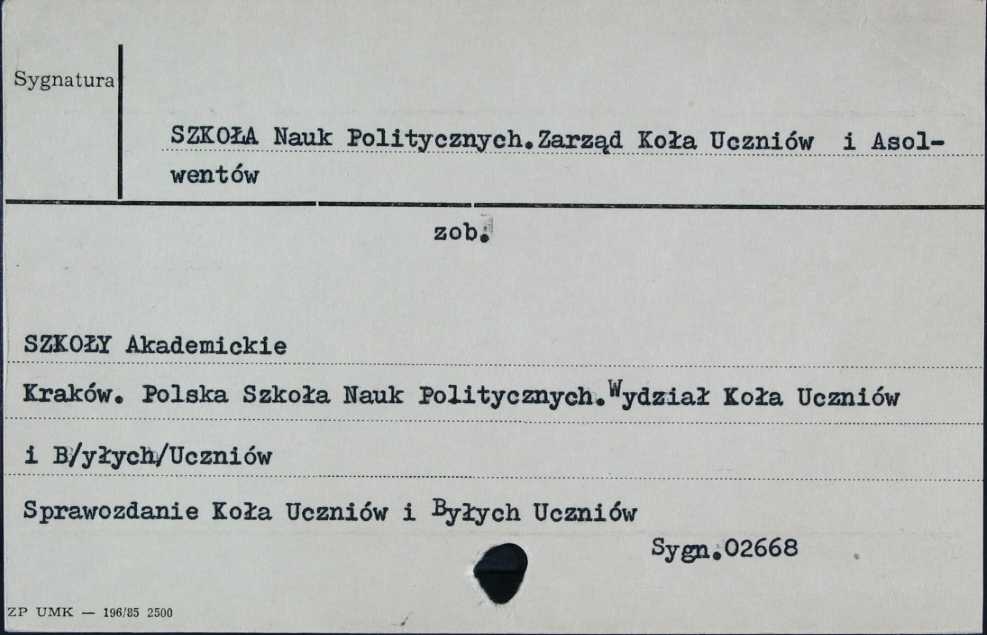 Sygnatura
SZKOŁA Nauk Politycznych.Zarząd Koła Uczniów i Asol-
wentów
zob.
SZKOŁY Akademickie
Kraków. Polska Szkoła Nauk Politycznych.Wydział Koła Uczniów
i B/yłych/Uczniów
Sprawozdanie Koła Uczniów i Byłych Uczniów
Sygn.02668
ZP UMK — 196/85 2500